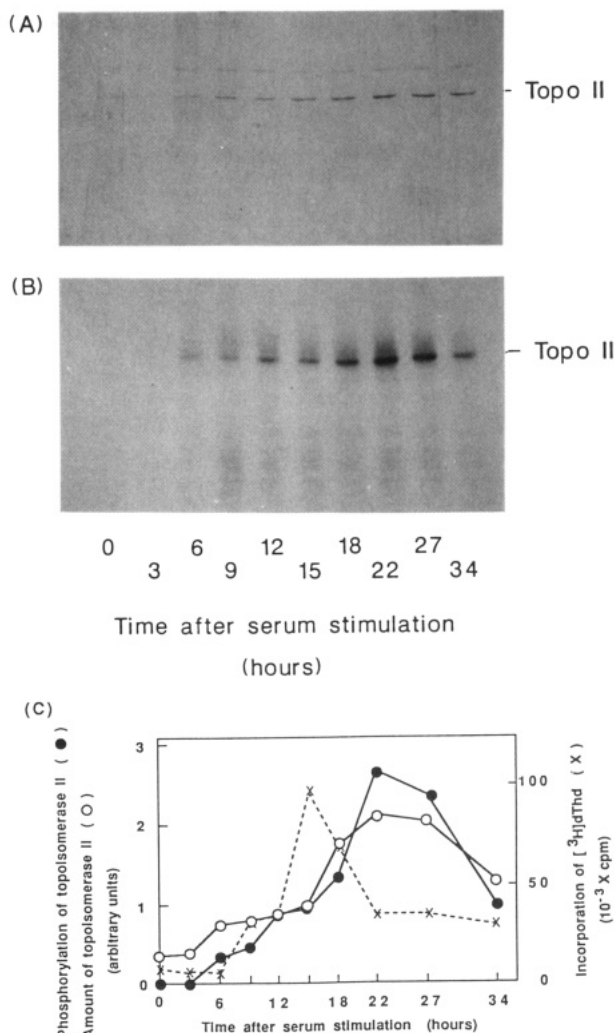 (A)
- Topo II
(B)
- Topo II
0 6 12 18 27
3 9 15 22 34
Time after serum stimulation
(hours)
(C)
Phosphorylation of topoIsomerase II ( ● )
Amount of topoIsomerase II ( ○ )
(arbitrary units)
3
2
1
0
100
50
0
Incorporation of [ ³H]dThd ( X )
(10⁻³ X cpm)
0 6 12 18 22 27 34
Time after serum stimulation (hours)